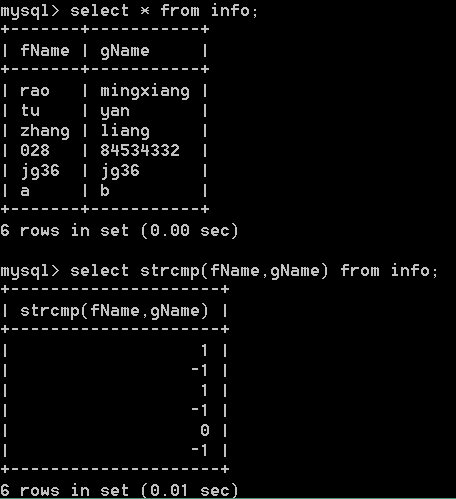 mysql> select * from info;
+-------+-----------+
| fName | gName     |
+-------+-----------+
| rao   | mingxiang |
| tu    | yan       |
| zhang | liang     |
| 028   | 84534332  |
| jg36  | jg36      |
| a     | b         |
+-------+-----------+
6 rows in set (0.00 sec)
mysql> select strcmp(fName,gName) from info;
+---------------------+
| strcmp(fName,gName) |
+---------------------+
|                   1 |
|                  -1 |
|                   1 |
|                  -1 |
|                   0 |
|                  -1 |
+---------------------+
6 rows in set (0.01 sec)